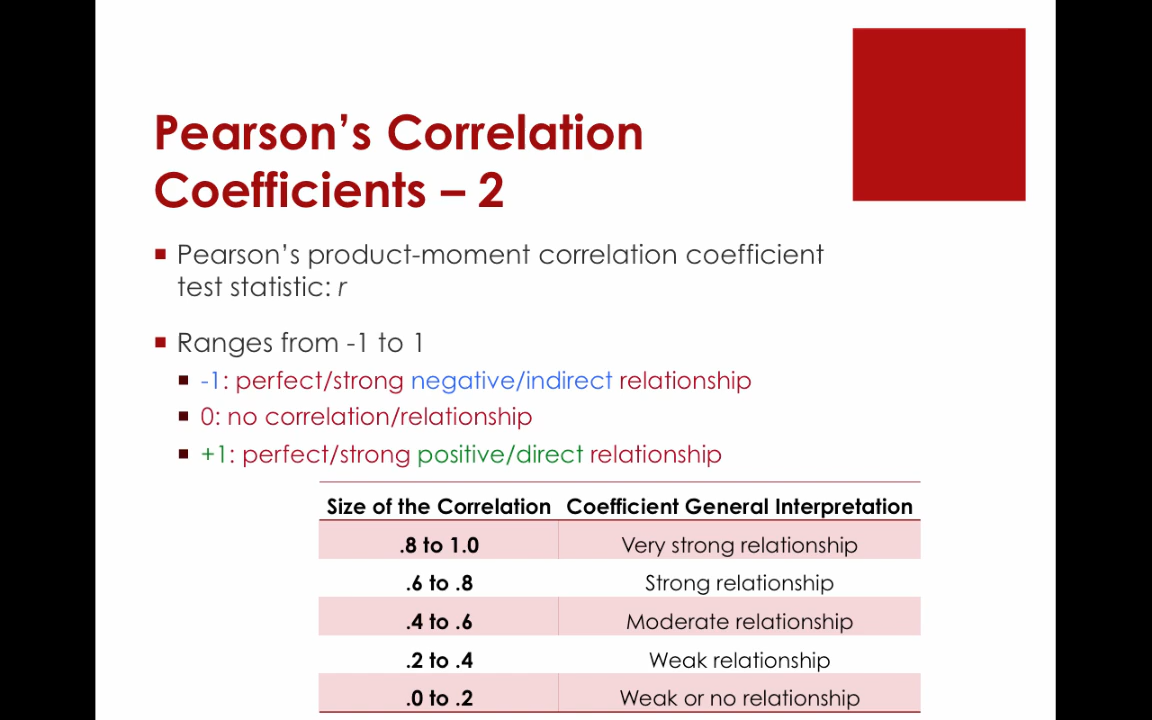 Pearson’s Correlation
Coefficients – 2
Pearson’s product-moment correlation coefficient
test statistic: r
Ranges from -1 to 1
-1: perfect/strong negative/indirect relationship
0: no correlation/relationship
+1: perfect/strong positive/direct relationship
Size of the Correlation Coefficient General Interpretation
.8 to 1.0 Very strong relationship
.6 to .8 Strong relationship
.4 to .6 Moderate relationship
.2 to .4 Weak relationship
.0 to .2 Weak or no relationship